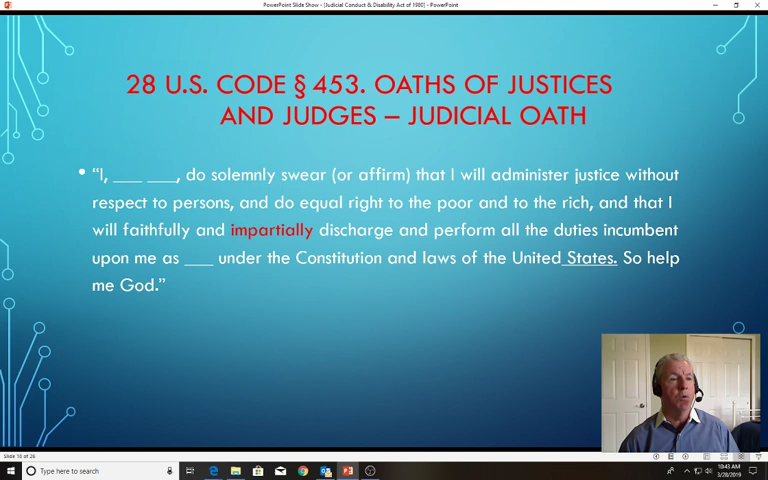 PowerPoint Slide Show - [Judicial Conduct & Disability Act of 1980] - PowerPoint
28 U.S. CODE § 453. OATHS OF JUSTICES
AND JUDGES – JUDICIAL OATH
• “I, ___ ___, do solemnly swear (or affirm) that I will administer justice without
respect to persons, and do equal right to the poor and to the rich, and that I
will faithfully and impartially discharge and perform all the duties incumbent
upon me as ___ under the Constitution and laws of the United States. So help
me God.”
Slide 18 of 26
Type here to search
10:43 AM
3/28/2019